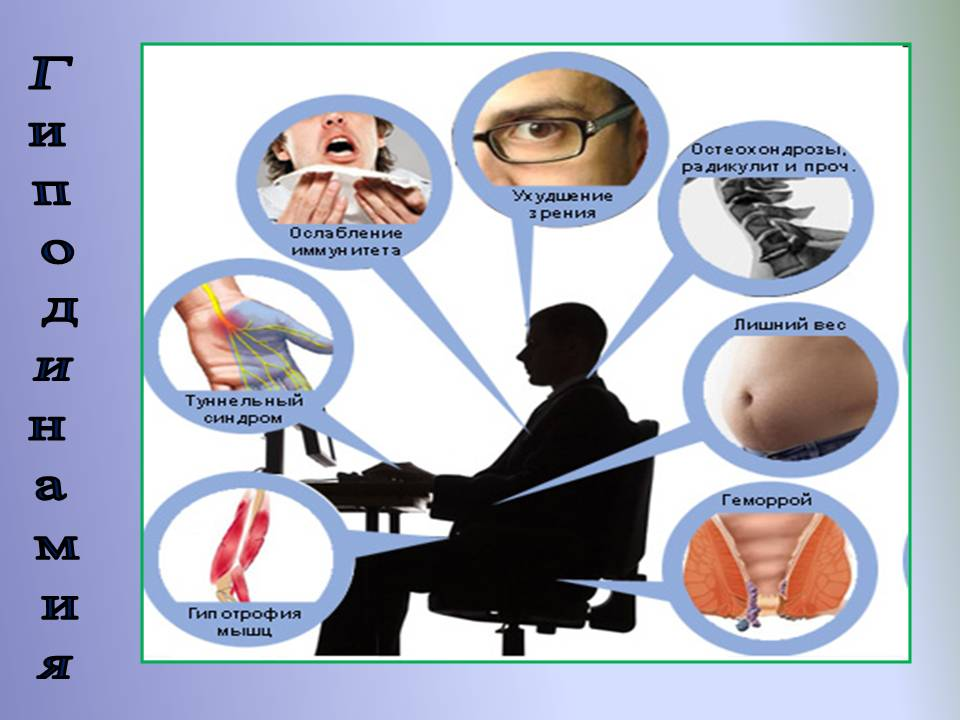 Гиподинамия
Ослабление
иммунитета
Ухудшение
зрения
Остеохондрозы,
радикулит и проч.
Туннельный
синдром
Лишний вес
Гипотрофия
мышц
Геморрой